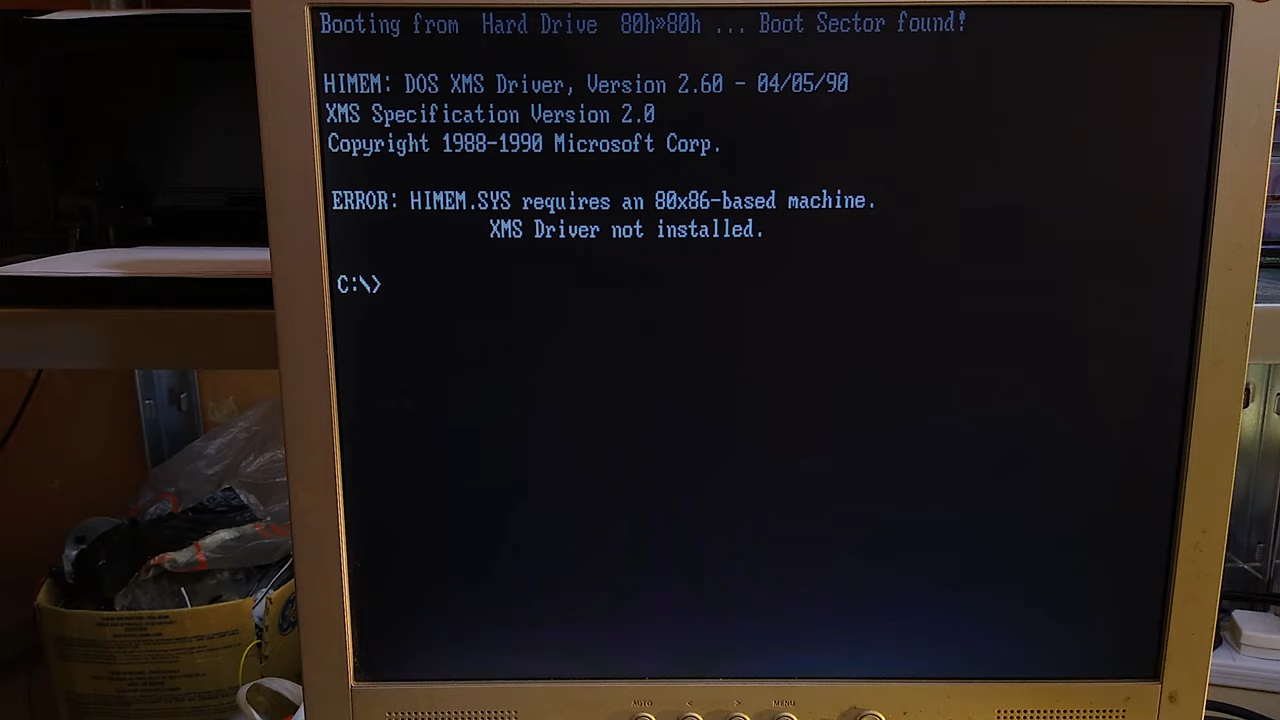 Booting from  Hard Drive  80h»80h ... Boot Sector found!
HIMEM: DOS XMS Driver, Version 2.60 - 04/05/90
XMS Specification Version 2.0
Copyright 1988-1990 Microsoft Corp.
ERROR: HIMEM.SYS requires an 80x86-based machine.
XMS Driver not installed.
C:\>
AUTO < > MENU